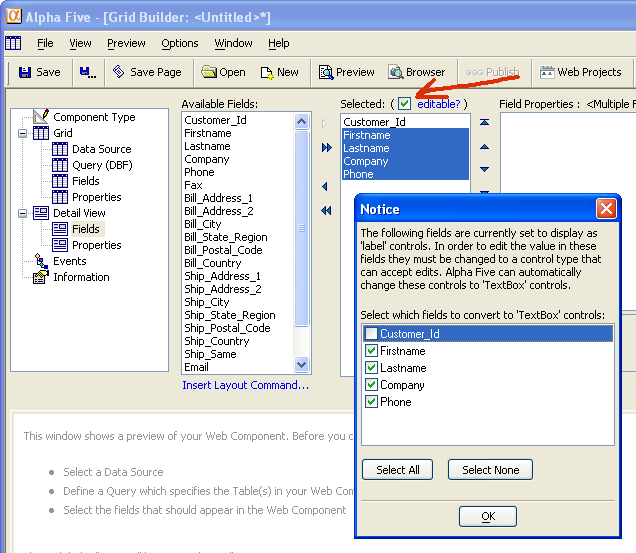 Alpha Five - [Grid Builder: <Untitled>*]
File View Preview Options Window Help
Save Save Page Open New Preview Browser Publish Web Projects
Component Type
Grid
Data Source
Query (DBF)
Fields
Properties
Detail View
Fields
Properties
Events
Information
Available Fields:
Customer_Id
Firstname
Lastname
Company
Phone
Fax
Bill_Address_1
Bill_Address_2
Bill_City
Bill_State_Region
Bill_Postal_Code
Bill_Country
Ship_Address_1
Ship_Address_2
Ship_City
Ship_State_Region
Ship_Postal_Code
Ship_Country
Ship_Same
Email
Insert Layout Command...
Selected: ( editable? )
Customer_Id
Firstname
Lastname
Company
Phone
Field Properties : <Multiple F
Notice
The following fields are currently set to display as
'label' controls. In order to edit the value in these
fields they must be changed to a control type that
can accept edits. Alpha Five can automatically
change these controls to 'TextBox' controls.
Select which fields to convert to 'TextBox' controls:
Customer_Id
Firstname
Lastname
Company
Phone
Select All Select None
OK
This window shows a preview of your Web Component. Before you c
Select a Data Source
Define a Query which specifies the Table(s) in your Web Com
Select the fields that should appear in the Web Component